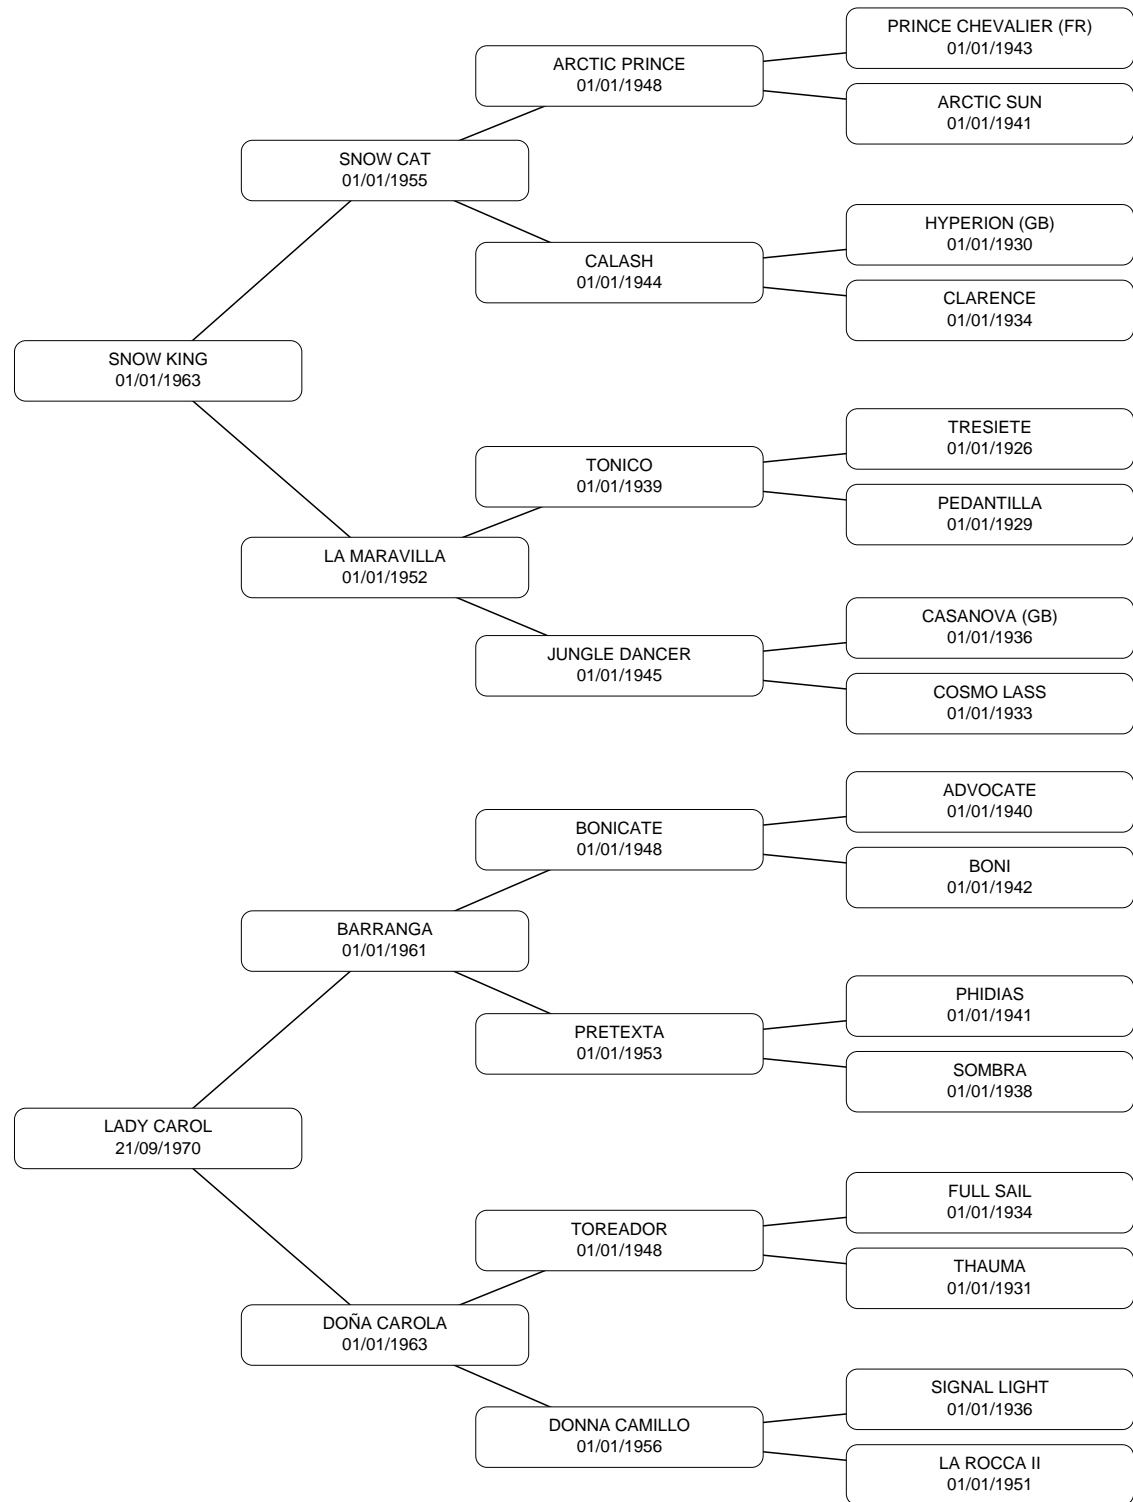 PRINCE CHEVALIER (FR)
01/01/1943
ARCTIC PRINCE
01/01/1948
ARCTIC SUN
01/01/1941
SNOW CAT
01/01/1955
HYPERION (GB)
01/01/1930
CALASH
01/01/1944
CLARENCE
01/01/1934
SNOW KING
01/01/1963
TRESIETE
01/01/1926
TONICO
01/01/1939
PEDANTILLA
01/01/1929
LA MARAVILLA
01/01/1952
CASANOVA (GB)
01/01/1936
JUNGLE DANCER
01/01/1945
COSMO LASS
01/01/1933
ADVOCATE
01/01/1940
BONICATE
01/01/1948
BONI
01/01/1942
BARRANGA
01/01/1961
PHIDIAS
01/01/1941
PRETEXTA
01/01/1953
SOMBRA
01/01/1938
LADY CAROL
21/09/1970
FULL SAIL
01/01/1934
TOREADOR
01/01/1948
THAUMA
01/01/1931
DOÑA CAROLA
01/01/1963
SIGNAL LIGHT
01/01/1936
DONNA CAMILLO
01/01/1956
LA ROCCA II
01/01/1951